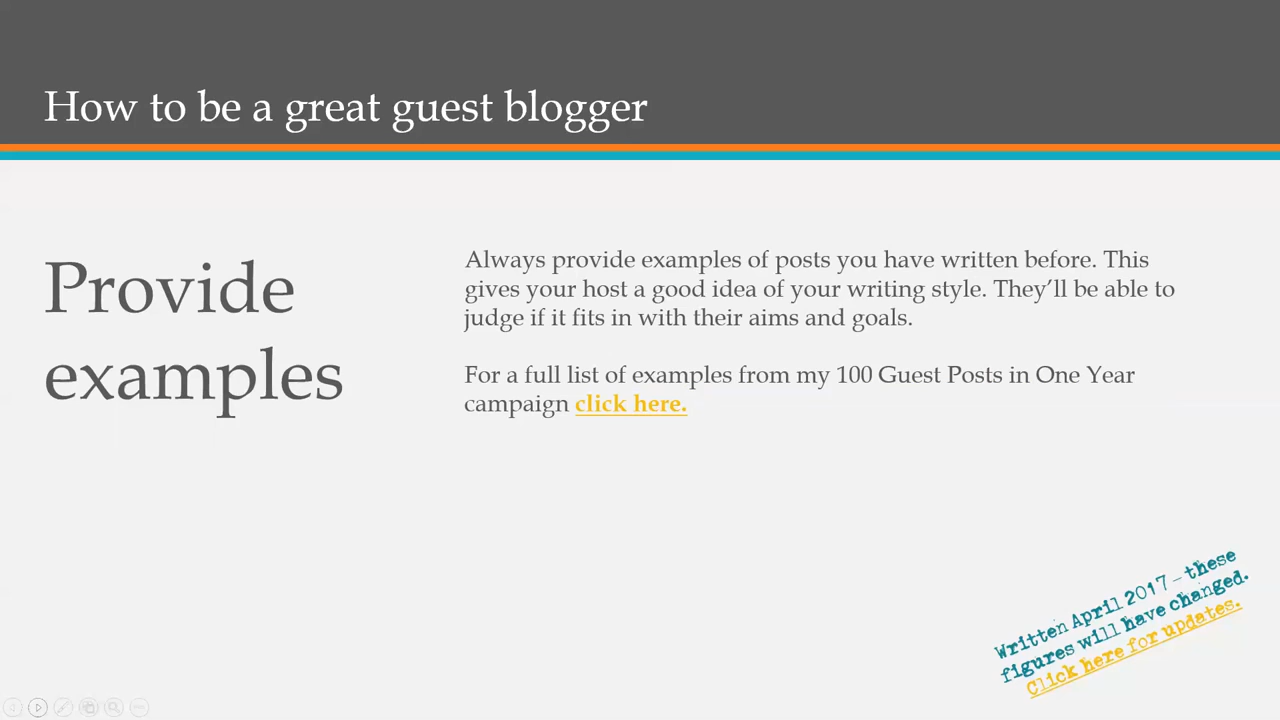 How to be a great guest blogger
Provide
examples
Always provide examples of posts you have written before. This
gives your host a good idea of your writing style. They’ll be able to
judge if it fits in with their aims and goals.
For a full list of examples from my 100 Guest Posts in One Year
campaign click here.
Written April 2017 – these
figures will have changed.
Click here for updates.